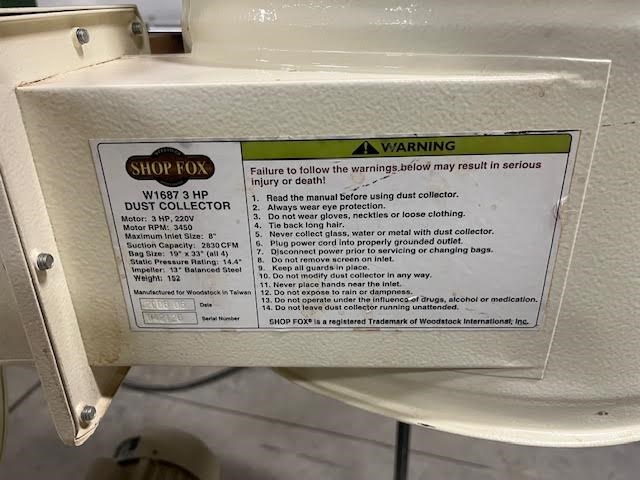 SHOP FOX
W1687 3 HP
DUST COLLECTOR
Motor: 3 HP, 220V
Motor RPM: 3450
Maximum Inlet Size: 8"
Suction Capacity: 2830 CFM
Bag Size: 19" x 33" (all 4)
Static Pressure Rating: 14.4"
Impeller: 13" Balanced Steel
Weight: 152
Manufactured for Woodstock in Taiwan
Date
Serial Number
WARNING
Failure to follow the warnings below may result in serious
injury or death!
1. Read the manual before using dust collector.
2. Always wear eye protection.
3. Do not wear gloves, neckties or loose clothing.
4. Tie back long hair.
5. Never collect glass, water or metal with dust collector.
6. Plug power cord into properly grounded outlet.
7. Disconnect power prior to servicing or changing bags.
8. Do not remove screen on inlet.
9. Keep all guards in place.
10. Do not modify dust collector in any way.
11. Never place hands near the inlet.
12. Do not expose to rain or dampness.
13. Do not operate under the influence of drugs, alcohol or medication.
14. Do not leave dust collector running unattended.
SHOP FOX® is a registered Trademark of Woodstock International, Inc.